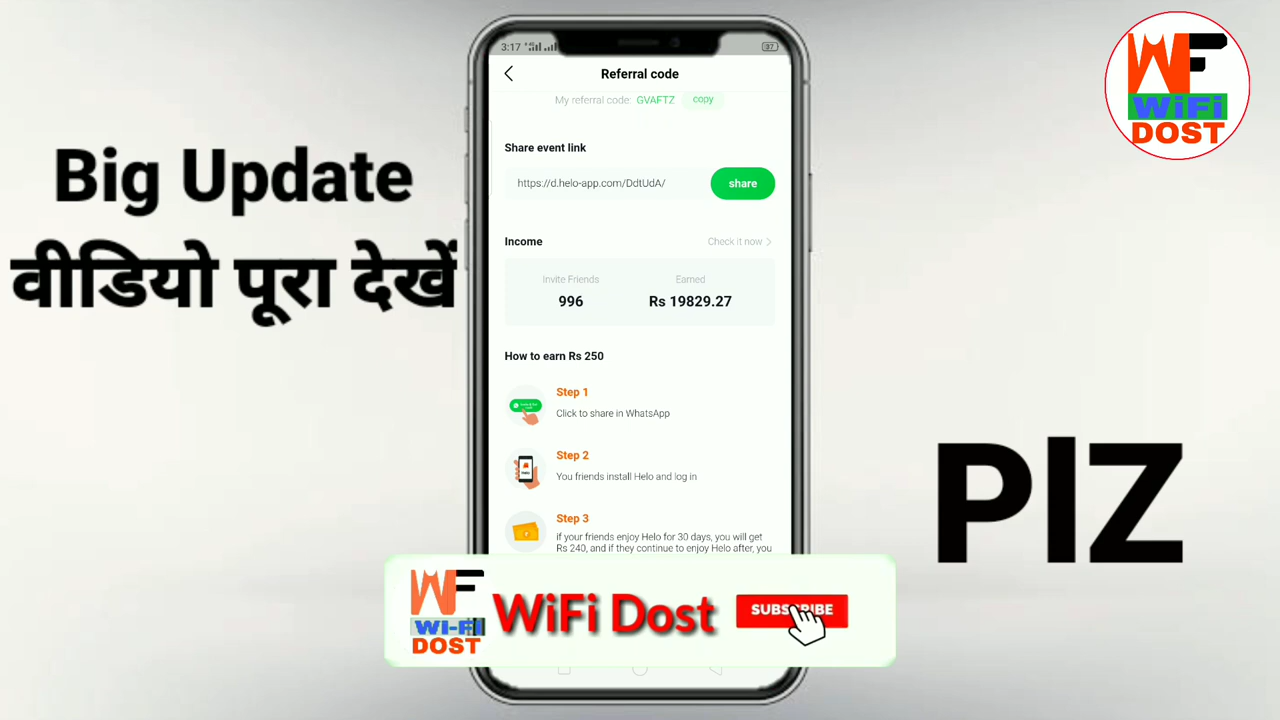 3:17
37
Referral code
My referral code: GVAFTZ copy
Share event link
https://d.helo-app.com/DdtUdA/ share
Income Check it now >
Invite Friends Earned
996 Rs 19829.27
How to earn Rs 250
Step 1
Click to share in WhatsApp
Step 2
You friends install Helo and log in
Step 3
if your friends enjoy Helo for 30 days, you will get
Rs 240, and if they continue to enjoy Helo after, you
Big Update
वीडियो पूरा देखें
WF
WiFi
DOST
PlZ
WF
WI-Fi
DOST
WiFi Dost
SUBSCRIBE